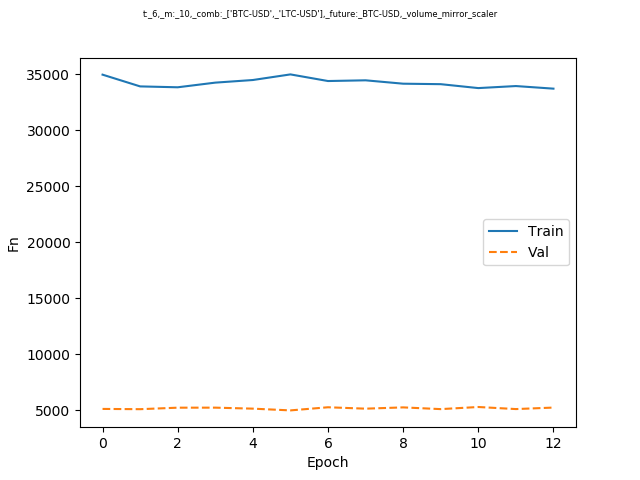 t:_6,_m:_10,_comb:_['BTC-USD',_'LTC-USD'],_future:_BTC-USD,_volume_mirror_scaler
35000
30000
25000
20000
15000
10000
5000
Fn
Train
Val
0 2 4 6 8 10 12
Epoch